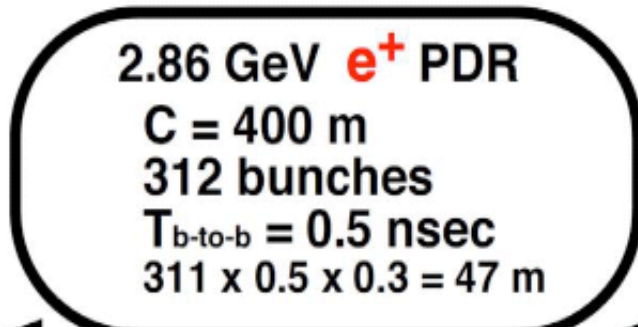 2.86 GeV e+ PDR
C = 400 m
312 bunches
Tb-to-b = 0.5 nsec
311 x 0.5 x 0.3 = 47 m